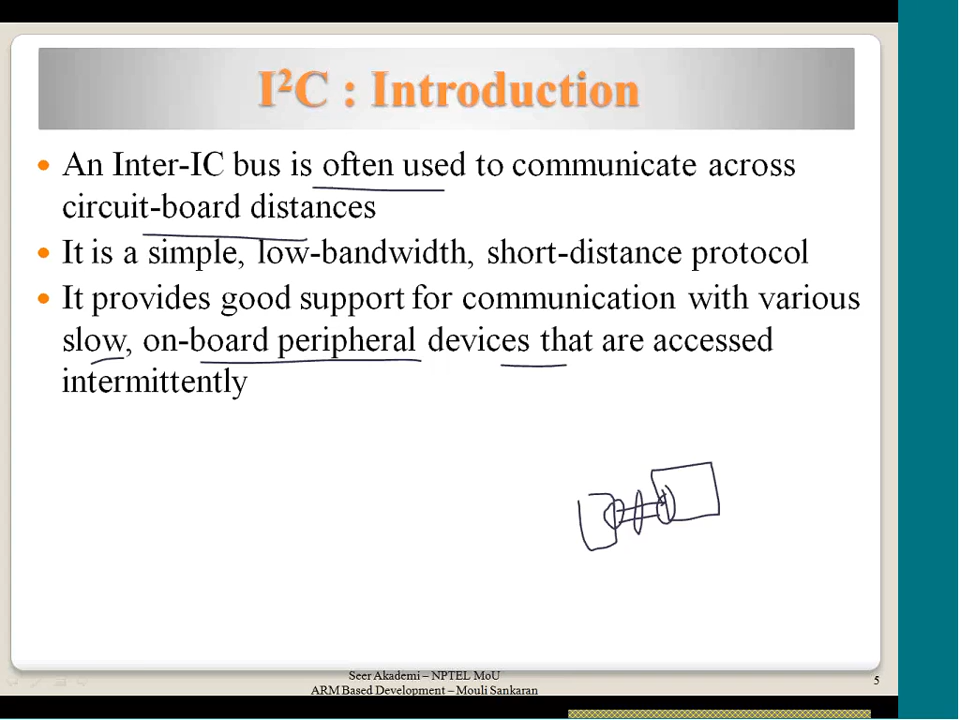 I²C : Introduction
• An Inter-IC bus is often used to communicate across
circuit-board distances
• It is a simple, low-bandwidth, short-distance protocol
• It provides good support for communication with various
slow, on-board peripheral devices that are accessed
intermittently
Seer Akademi – NPTEL MoU
ARM Based Development – Mouli Sankaran
5